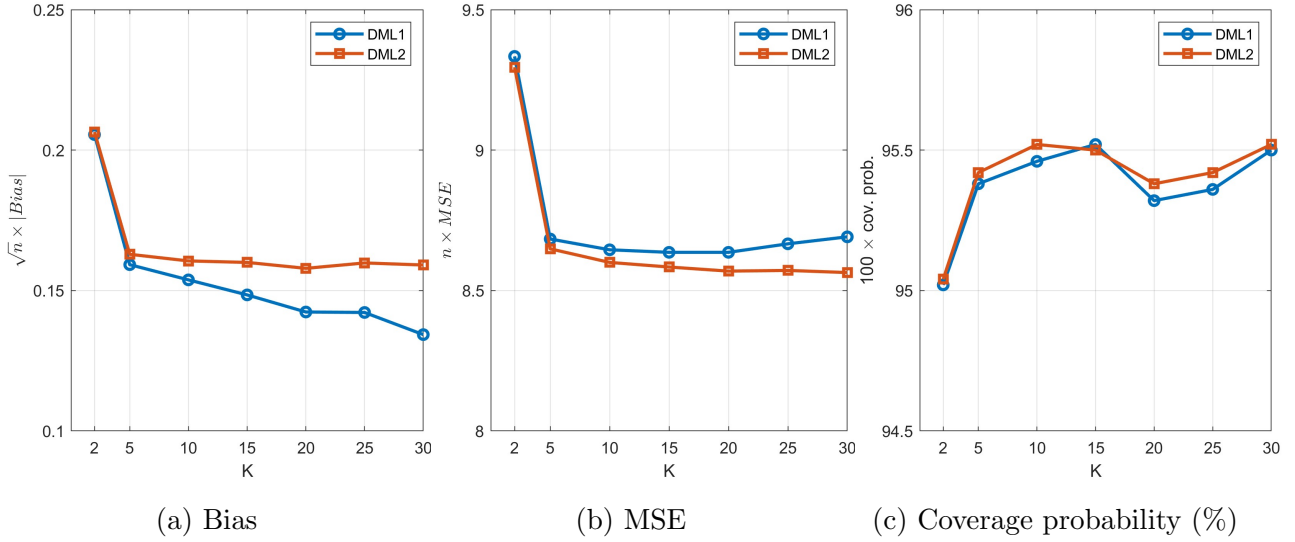 0.25
0.2
0.15
0.1
√n × |Bias|
2 5 10 15 20 25 30
K
DML1
DML2
(a) Bias
9.5
9
8.5
8
n × MSE
2 5 10 15 20 25 30
K
DML1
DML2
(b) MSE
96
95.5
95
94.5
100 × cov. prob.
2 5 10 15 20 25 30
K
DML1
DML2
(c) Coverage probability (%)